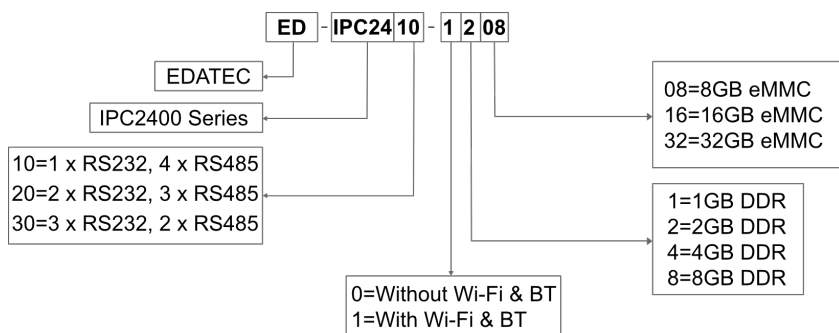 ED - IPC24 10 - 1 2 08
EDATEC
IPC2400 Series
10=1 x RS232, 4 x RS485
20=2 x RS232, 3 x RS485
30=3 x RS232, 2 x RS485
08=8GB eMMC
16=16GB eMMC
32=32GB eMMC
1=1GB DDR
2=2GB DDR
4=4GB DDR
8=8GB DDR
0=Without Wi-Fi & BT
1=With Wi-Fi & BT